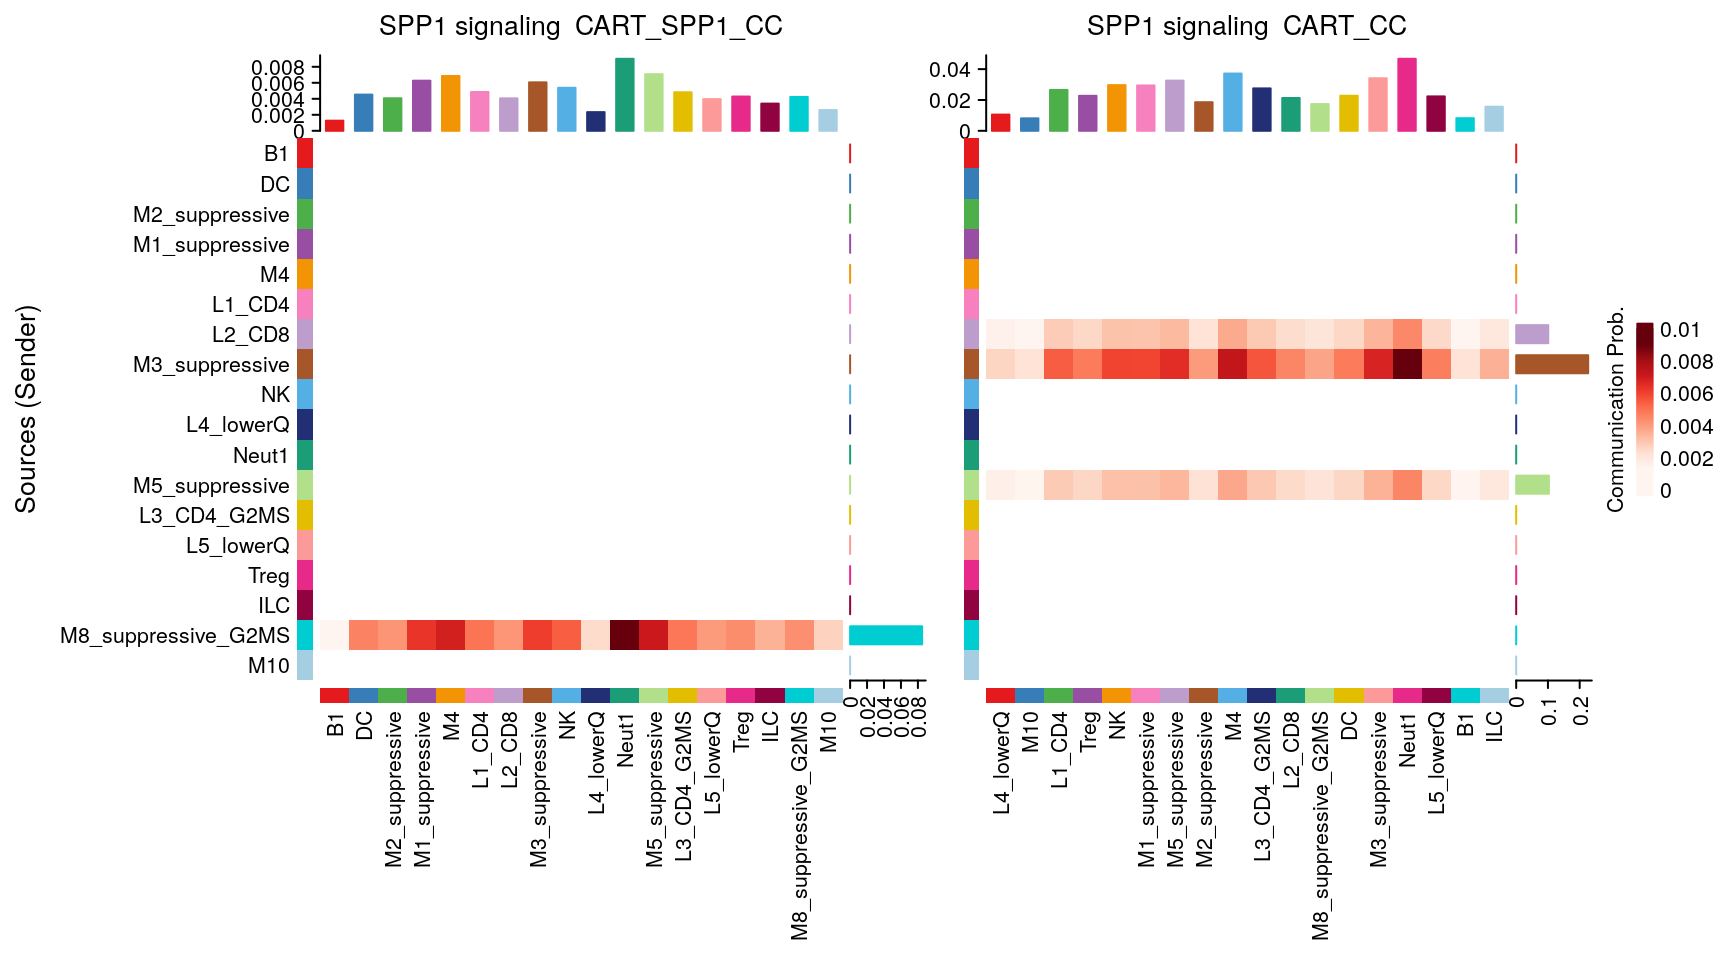 SPP1 signaling  CART_SPP1_CC
SPP1 signaling  CART_CC
0.008
0.006
0.004
0.002
0
0.04
0.02
0
Sources (Sender)
B1
DC
M2_suppressive
M1_suppressive
M4
L1_CD4
L2_CD8
M3_suppressive
NK
L4_lowerQ
Neut1
M5_suppressive
L3_CD4_G2MS
L5_lowerQ
Treg
ILC
M8_suppressive_G2MS
M10
B1
DC
M2_suppressive
M1_suppressive
M4
L1_CD4
L2_CD8
M3_suppressive
NK
L4_lowerQ
Neut1
M5_suppressive
L3_CD4_G2MS
L5_lowerQ
Treg
ILC
M8_suppressive_G2MS
M10
0
0.02
0.04
0.06
0.08
L4_lowerQ
M10
L1_CD4
Treg
NK
M1_suppressive
M5_suppressive
M2_suppressive
M4
L3_CD4_G2MS
L2_CD8
M8_suppressive_G2MS
DC
M3_suppressive
Neut1
L5_lowerQ
B1
ILC
0
0.1
0.2
Communication Prob.
0.01
0.008
0.006
0.004
0.002
0